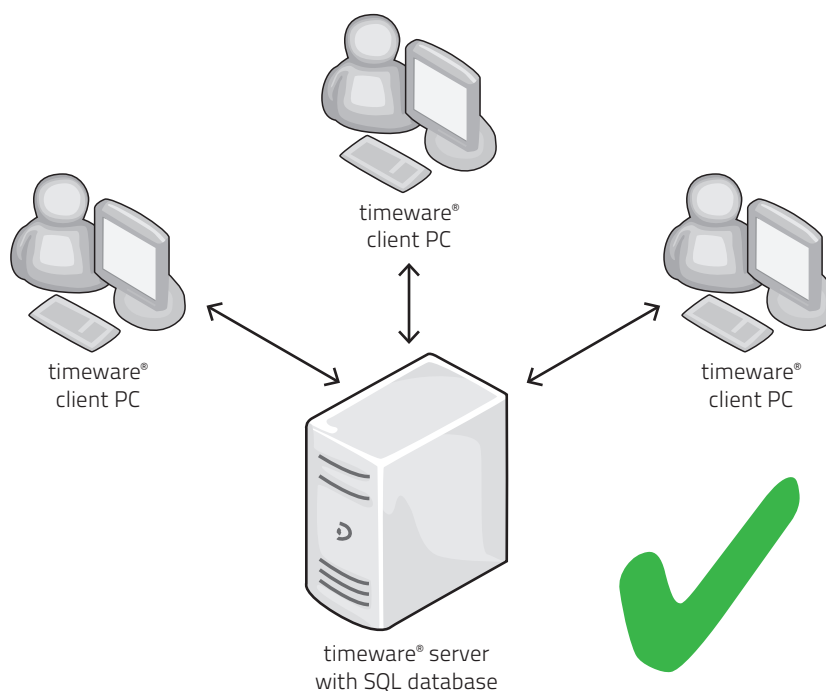 timeware®
client PC
timeware®
client PC
timeware®
client PC
timeware® server
with SQL database